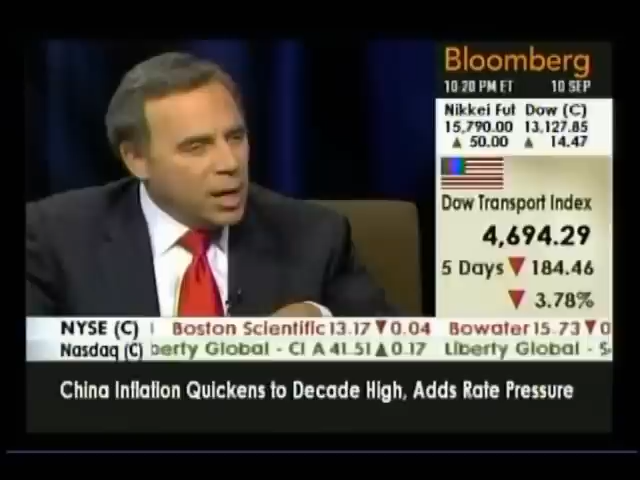 Bloomberg
10:20 PM ET 10 SEP
Nikkei Fut Dow (C)
15,790.00 13,127.85
▲ 50.00 ▲ 14.47
Dow Transport Index
4,694.29
5 Days ▼ 184.46
▼ 3.78%
NYSE (C) Boston Scientific 13.17 ▼ 0.04 Bowater 15.73 ▼ 0
Nasdaq (C) berty Global - Cl A 41.51 ▲ 0.17 Liberty Global - S
China Inflation Quickens to Decade High, Adds Rate Pressure